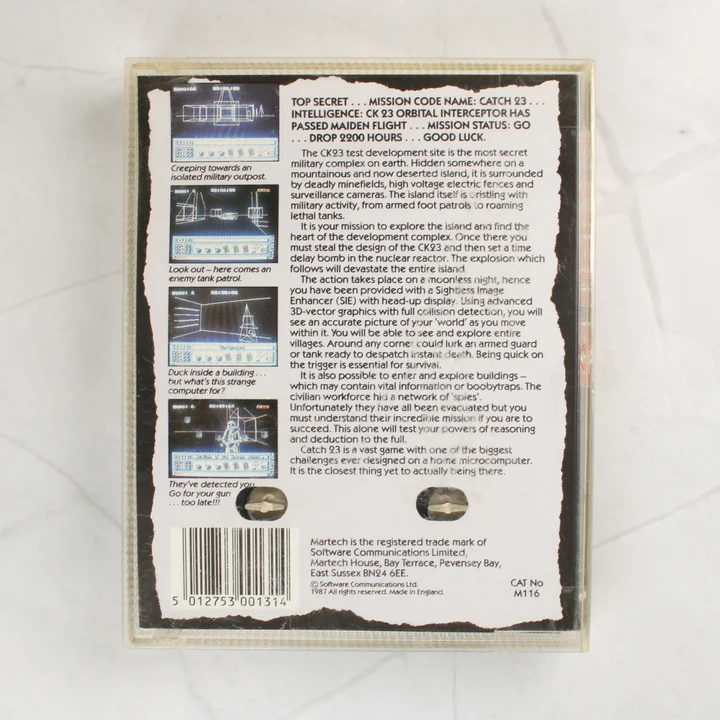 TOP SECRET . . . MISSION CODE NAME: CATCH 23 . . .
INTELLIGENCE: CK 23 ORBITAL INTERCEPTOR HAS
PASSED MAIDEN FLIGHT . . . MISSION STATUS: GO
. . . DROP 2200 HOURS . . . GOOD LUCK.
The CK23 test development site is the most secret
military complex on earth. Hidden somewhere on a
mountainous and now deserted island, it is surrounded
by deadly minefields, high voltage electric fences and
surveillance cameras. The island itself is bristling with
military activity, from armed foot patrols to roaming
lethal tanks.
It is your mission to explore the island and find the
heart of the development complex. Once there you
must steal the design of the CK23 and then set a time
delay bomb in the nuclear reactor. The explosion which
follows will devastate the entire island.
The action takes place on a moonless night, hence
you have been provided with a Sightless Image
Enhancer (SIE) with head-up display. Using advanced
3D-vector graphics with full collision detection, you will
see an accurate picture of your 'world' as you move
within it. You will be able to see and explore entire
villages. Around any corner could lurk an armed guard
or tank ready to despatch instant death. Being quick on
the trigger is essential for survival.
It is also possible to enter and explore buildings –
which may contain vital information or boobytraps. The
civilian workforce hid a network of 'spies'.
Unfortunately they have all been evacuated but you
must understand their incredible mission if you are to
succeed. This alone will test your powers of reasoning
and deduction to the full.
Catch 23 is a vast game with one of the biggest
challenges ever designed on a home microcomputer.
It is the closest thing yet to actually being there.
Creeping towards an
isolated military outpost.
Look out – here comes an
enemy tank patrol.
Duck inside a building . . .
but what's this strange
computer for?
They've detected you.
Go for your gun
. . . too late!!!
5 012753 001314
Martech is the registered trade mark of
Software Communications Limited,
Martech House, Bay Terrace, Pevensey Bay,
East Sussex BN24 6EE.
© Software Communications Ltd.
1987 All rights reserved. Made in England.
CAT No
M116